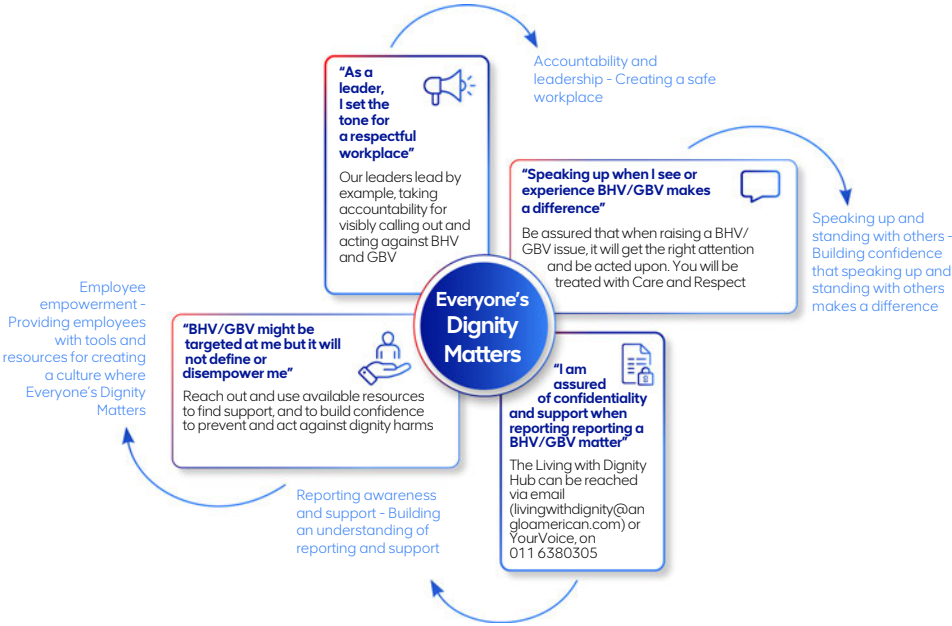 "As a
leader,
I set the
tone for
a respectful
workplace"
Our leaders lead by
example, taking
accountability for
visibly calling out and
acting against BHV
and GBV
Accountability and
leadership - Creating a safe
workplace
"Speaking up when I see or
experience BHV/GBV makes
a difference"
Be assured that when raising a BHV/
GBV issue, it will get the right attention
and be acted upon. You will be
treated with Care and Respect
Speaking up and
standing with others -
Building confidence
that speaking up and
standing with others
makes a difference
Everyone's
Dignity
Matters
"I am
assured
of confidentiality
and support when
reporting reporting a
BHV/GBV matter"
The Living with Dignity
Hub can be reached
via email
(livingwithdignity@an
gloamerican.com) or
YourVoice, on
011 6380305
Reporting awareness
and support - Building
an understanding of
reporting and support
"BHV/GBV might be
targeted at me but it will
not define or
disempower me"
Reach out and use available resources
to find support, and to build confidence
to prevent and act against dignity harms
Employee
empowerment -
Providing employees
with tools and
resources for creating
a culture where
Everyone's Dignity
Matters